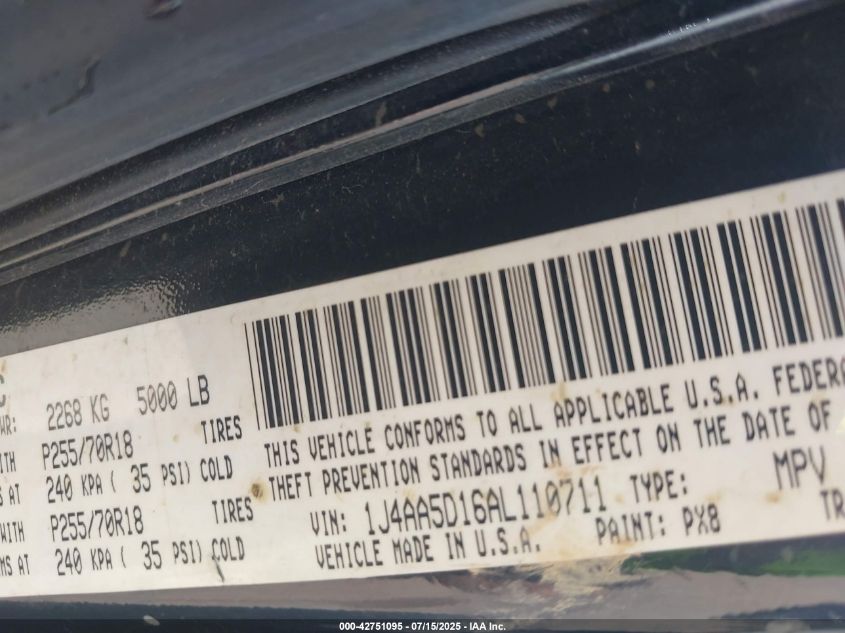 2268 KG 5000 LB
P255/70R18 TIRES
240 KPA ( 35 PSI) COLD
P255/70R18 TIRES
240 KPA ( 35 PSI) COLD
THIS VEHICLE CONFORMS TO ALL APPLICABLE U.S.A. FEDERA
THEFT PREVENTION STANDARDS IN EFFECT ON THE DATE OF
VIN: 1J4AA5D16AL110711 TYPE: MPV
VEHICLE MADE IN U.S.A. PAINT: PX8 TR
000-42751095 - 07/15/2025 - IAA Inc.